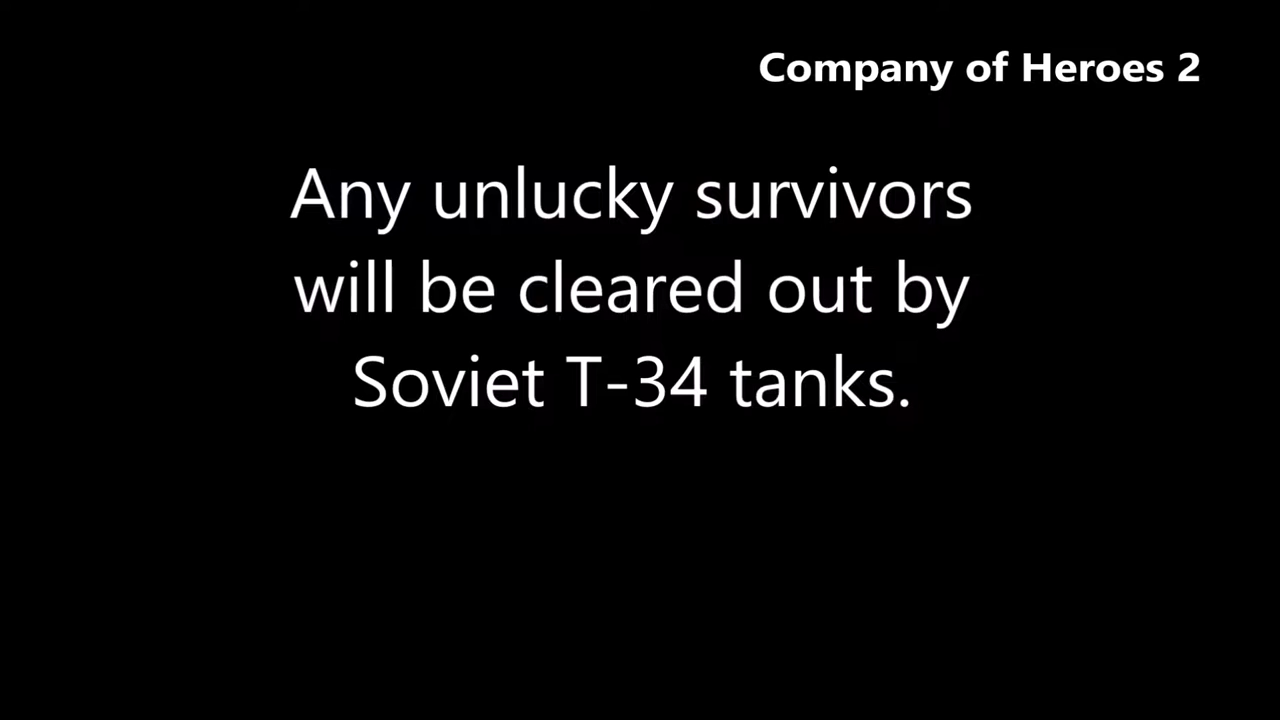 Company of Heroes 2
Any unlucky survivors
will be cleared out by
Soviet T-34 tanks.